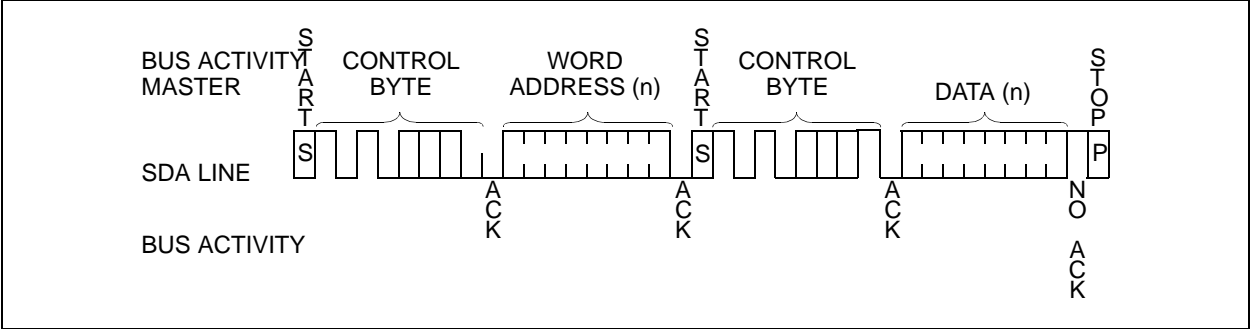 START
BUS ACTIVITY
MASTER
CONTROL
BYTE
WORD
ADDRESS (n)
START
CONTROL
BYTE
DATA (n)
STOP
SDA LINE
S
S
P
ACK
ACK
ACK
NO ACK
BUS ACTIVITY